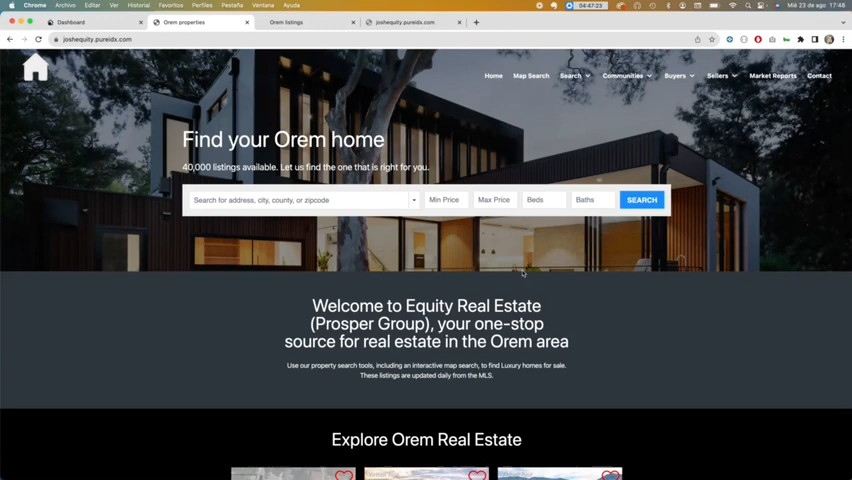 Chrome Archivo Editar Ver Historial Favoritos Perfiles Pestaña Ventana Ayuda 04:47:23 Mié 23 de ago 17:48
Dashboard Orem properties Orem listings joshequity.pureidx.com
joshequity.pureidx.com
Home Map Search Search Communities Buyers Sellers Market Reports Contact
Find your Orem home
40,000 listings available. Let us find the one that is right for you.
Search for address, city, county, or zipcode Min Price Max Price Beds Baths SEARCH
Welcome to Equity Real Estate
(Prosper Group), your one-stop
source for real estate in the Orem area
Use our property search tools, including an interactive map search, to find Luxury homes for sale.
These listings are updated daily from the MLS.
Explore Orem Real Estate